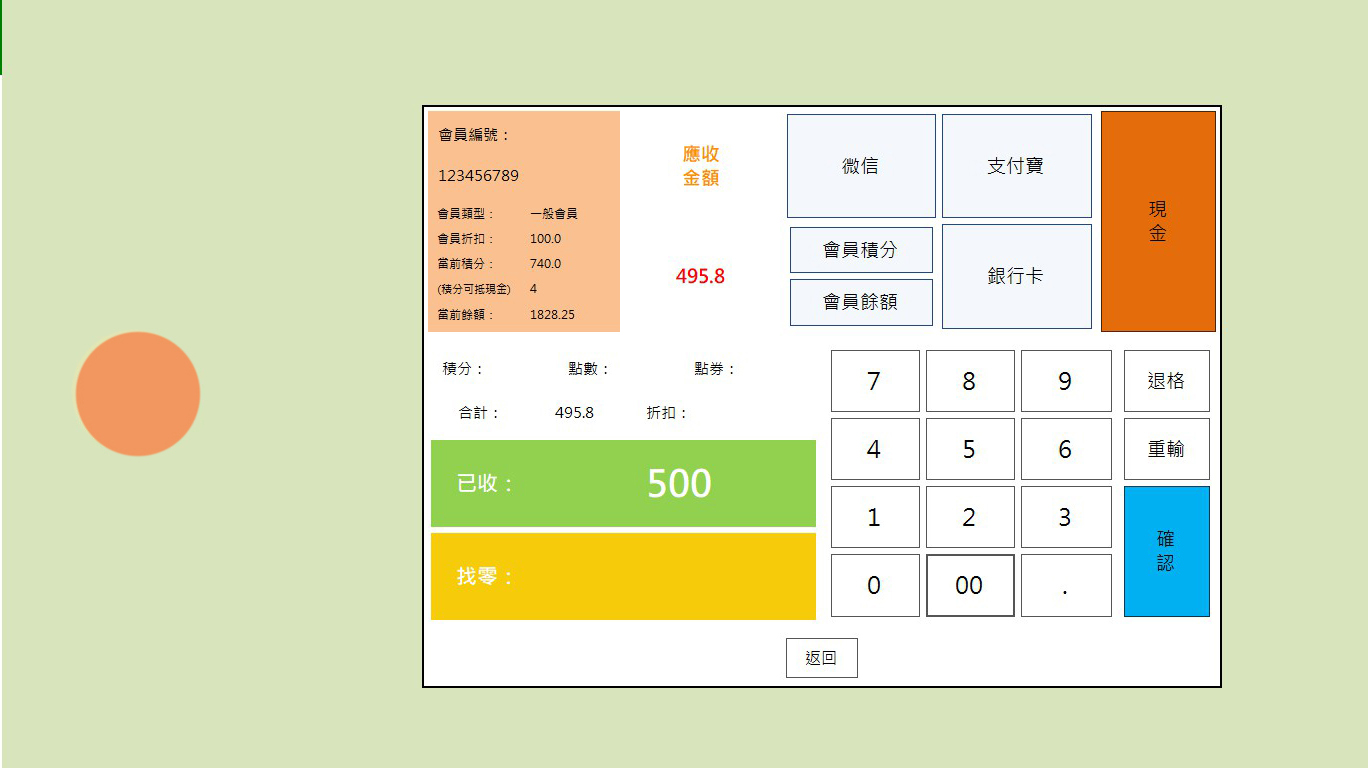 會員編號：
123456789
會員類型： 一般會員
會員折扣： 100.0
當前積分： 740.0
(積分可抵現金) 4
當前餘額： 1828.25
應收
金額
495.8
微信
支付寶
會員積分
會員餘額
銀行卡
現
金
積分： 點數： 點券：
合計： 495.8 折扣：
已收： 500
找零：
7 8 9 退格
4 5 6 重輸
1 2 3
確
認
0 00 .
返回